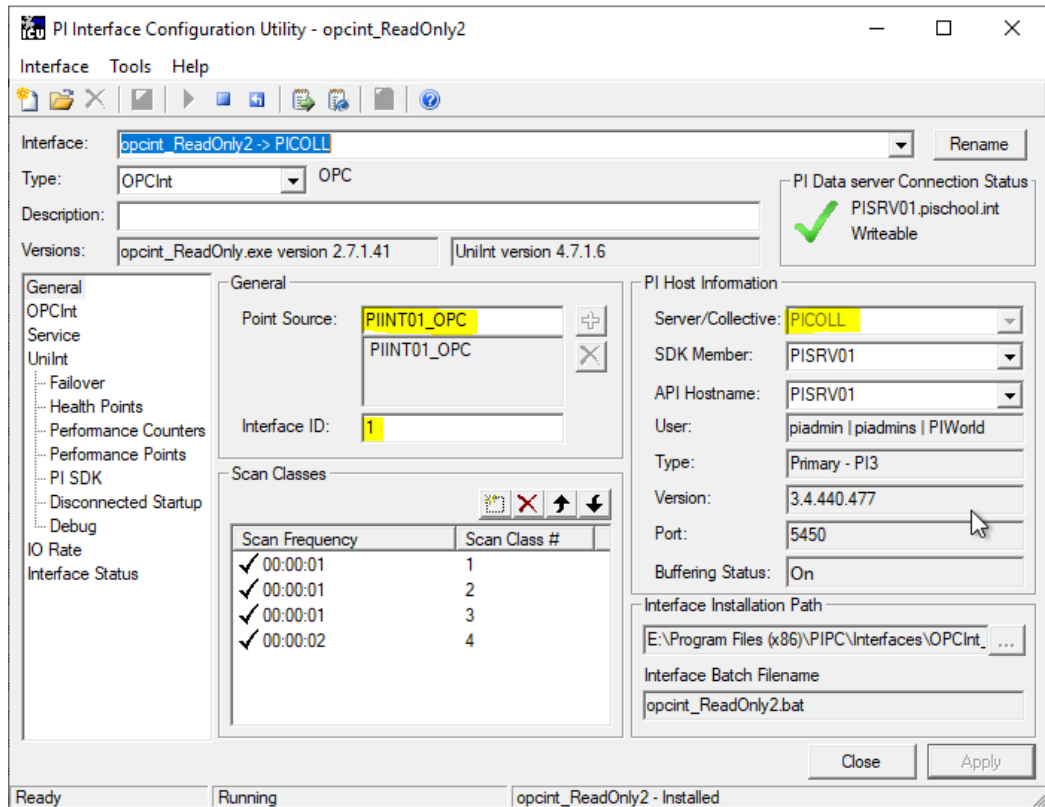 PI Interface Configuration Utility - opcint_ReadOnly2
Interface Tools Help
Interface: opcint_ReadOnly2 -> PICOLL Rename
Type: OPCInt OPC
Description:
Versions: opcint_ReadOnly.exe version 2.7.1.41 UniInt version 4.7.1.6
PI Data server Connection Status
PISRV01.pischool.int
Writeable
General
OPCInt
Service
UniInt
Failover
Health Points
Performance Counters
Performance Points
PI SDK
Disconnected Startup
Debug
IO Rate
Interface Status
General
Point Source: PIINT01_OPC
PIINT01_OPC
Interface ID: 1
Scan Classes
Scan Frequency Scan Class #
00:00:01 1
00:00:01 2
00:00:01 3
00:00:02 4
PI Host Information
Server/Collective: PICOLL
SDK Member: PISRV01
API Hostname: PISRV01
User: piadmin | piadmins | PIWorld
Type: Primary - PI3
Version: 3.4.440.477
Port: 5450
Buffering Status: On
Interface Installation Path
E:\Program Files (x86)\PIPC\Interfaces\OPCInt_ ...
Interface Batch Filename
opcint_ReadOnly2.bat
Close Apply
Ready Running opcint_ReadOnly2 - Installed